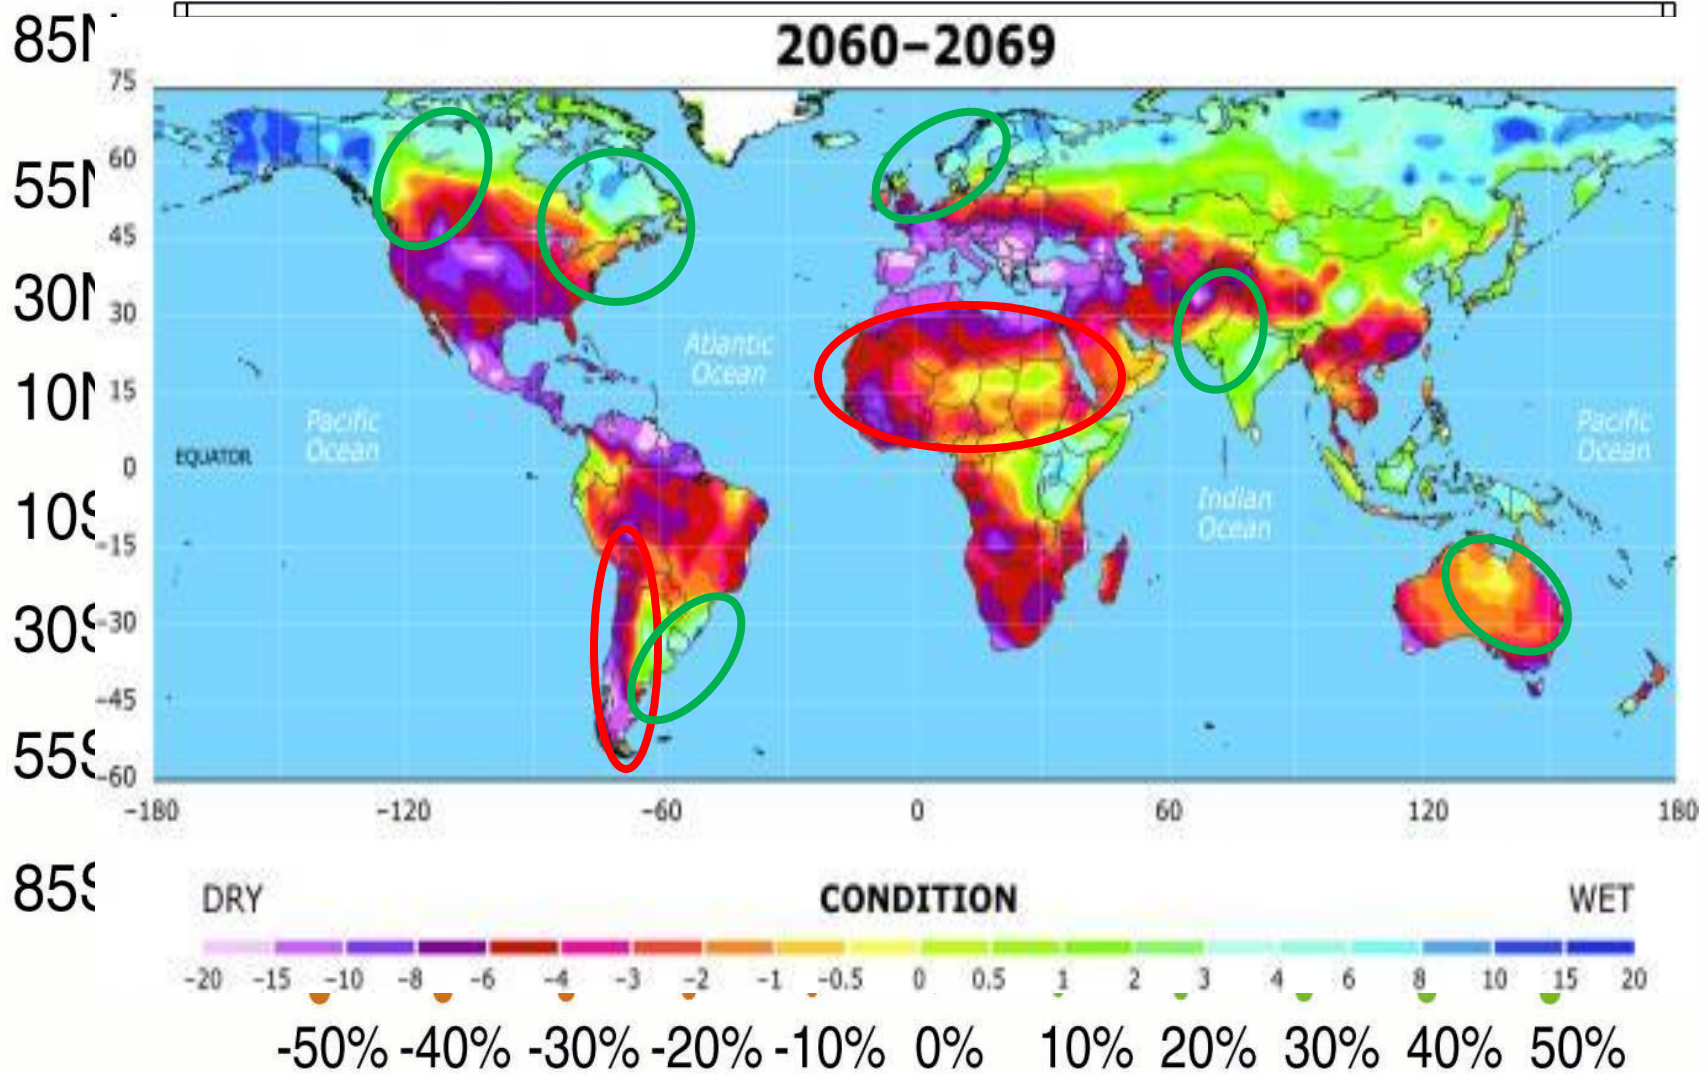 2060–2069
85N
75
60
55N
45
30N
30
15
10N
Atlantic
Ocean
Pacific
Ocean
Pacific
Ocean
EQUATOR
0
Indian
Ocean
10S
-15
30S
-30
-45
55S
-60
-180 -120 -60 0 60 120 180
85S
DRY CONDITION WET
-20 -15 -10 -8 -6 -4 -3 -2 -1 -0.5 0 0.5 1 2 3 4 6 8 10 15 20
-50% -40% -30% -20% -10% 0% 10% 20% 30% 40% 50%